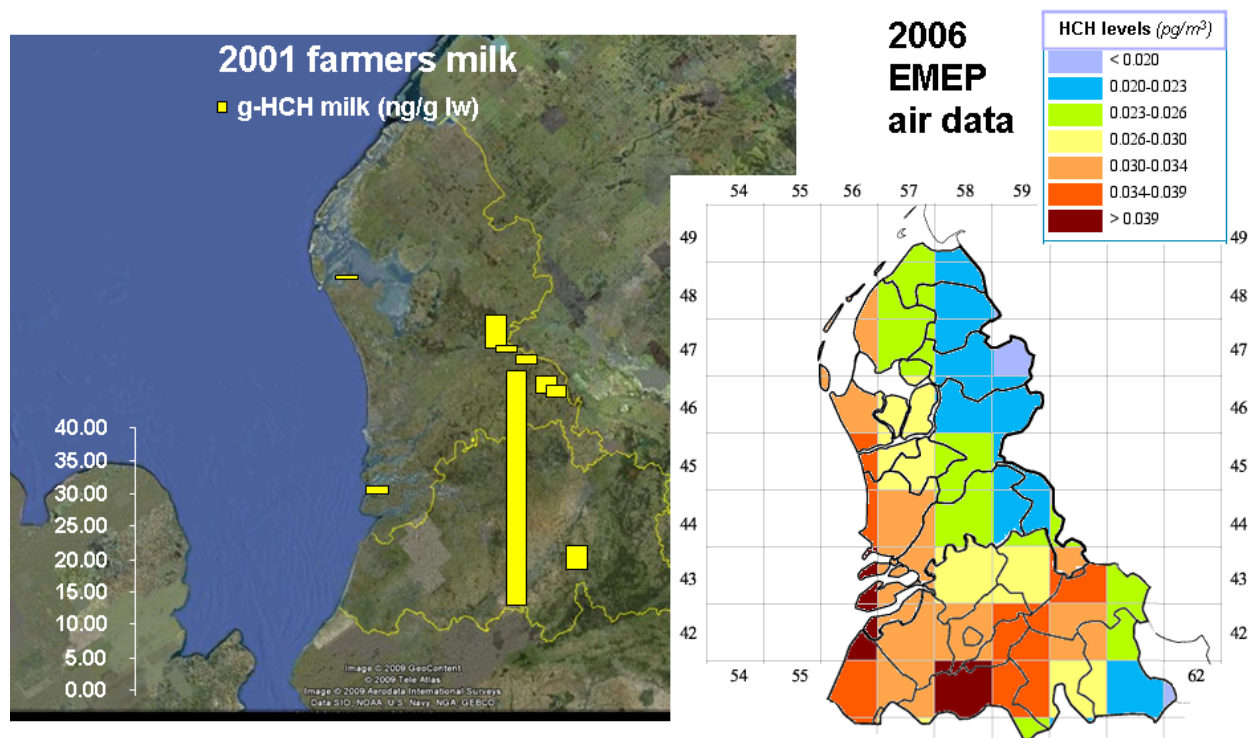 2001 farmers milk
g-HCH milk (ng/g lw)
40.00
35.00
30.00
25.00
20.00
15.00
10.00
5.00
0.00
Image © 2009 GeoContent
© 2009 Tele Atlas
Image © 2009 Aerodata International Surveys
Data SIO, NOAA, U.S. Navy, NGA, GEBCO
2006
EMEP
air data
HCH levels (pg/m³)
< 0.020
0.020-0.023
0.023-0.026
0.026-0.030
0.030-0.034
0.034-0.039
> 0.039
54 55 56 57 58 59
49 49
48 48
47 47
46 46
45 45
44 44
43 43
42 42
54 55 62